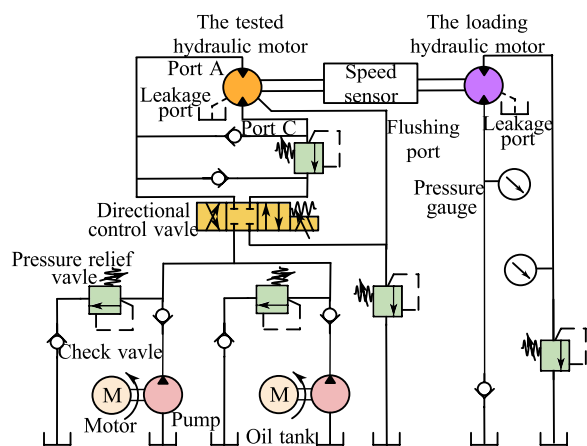 The tested
hydraulic motor
The loading
hydraulic motor
Port A
Speed
sensor
Leakage
port
Port C
Flushing
port
Leakage
port
Pressure
gauge
Directional
control vavle
Pressure relief
vavle
Check vavle
M
Motor
Pump
M
Oil tank